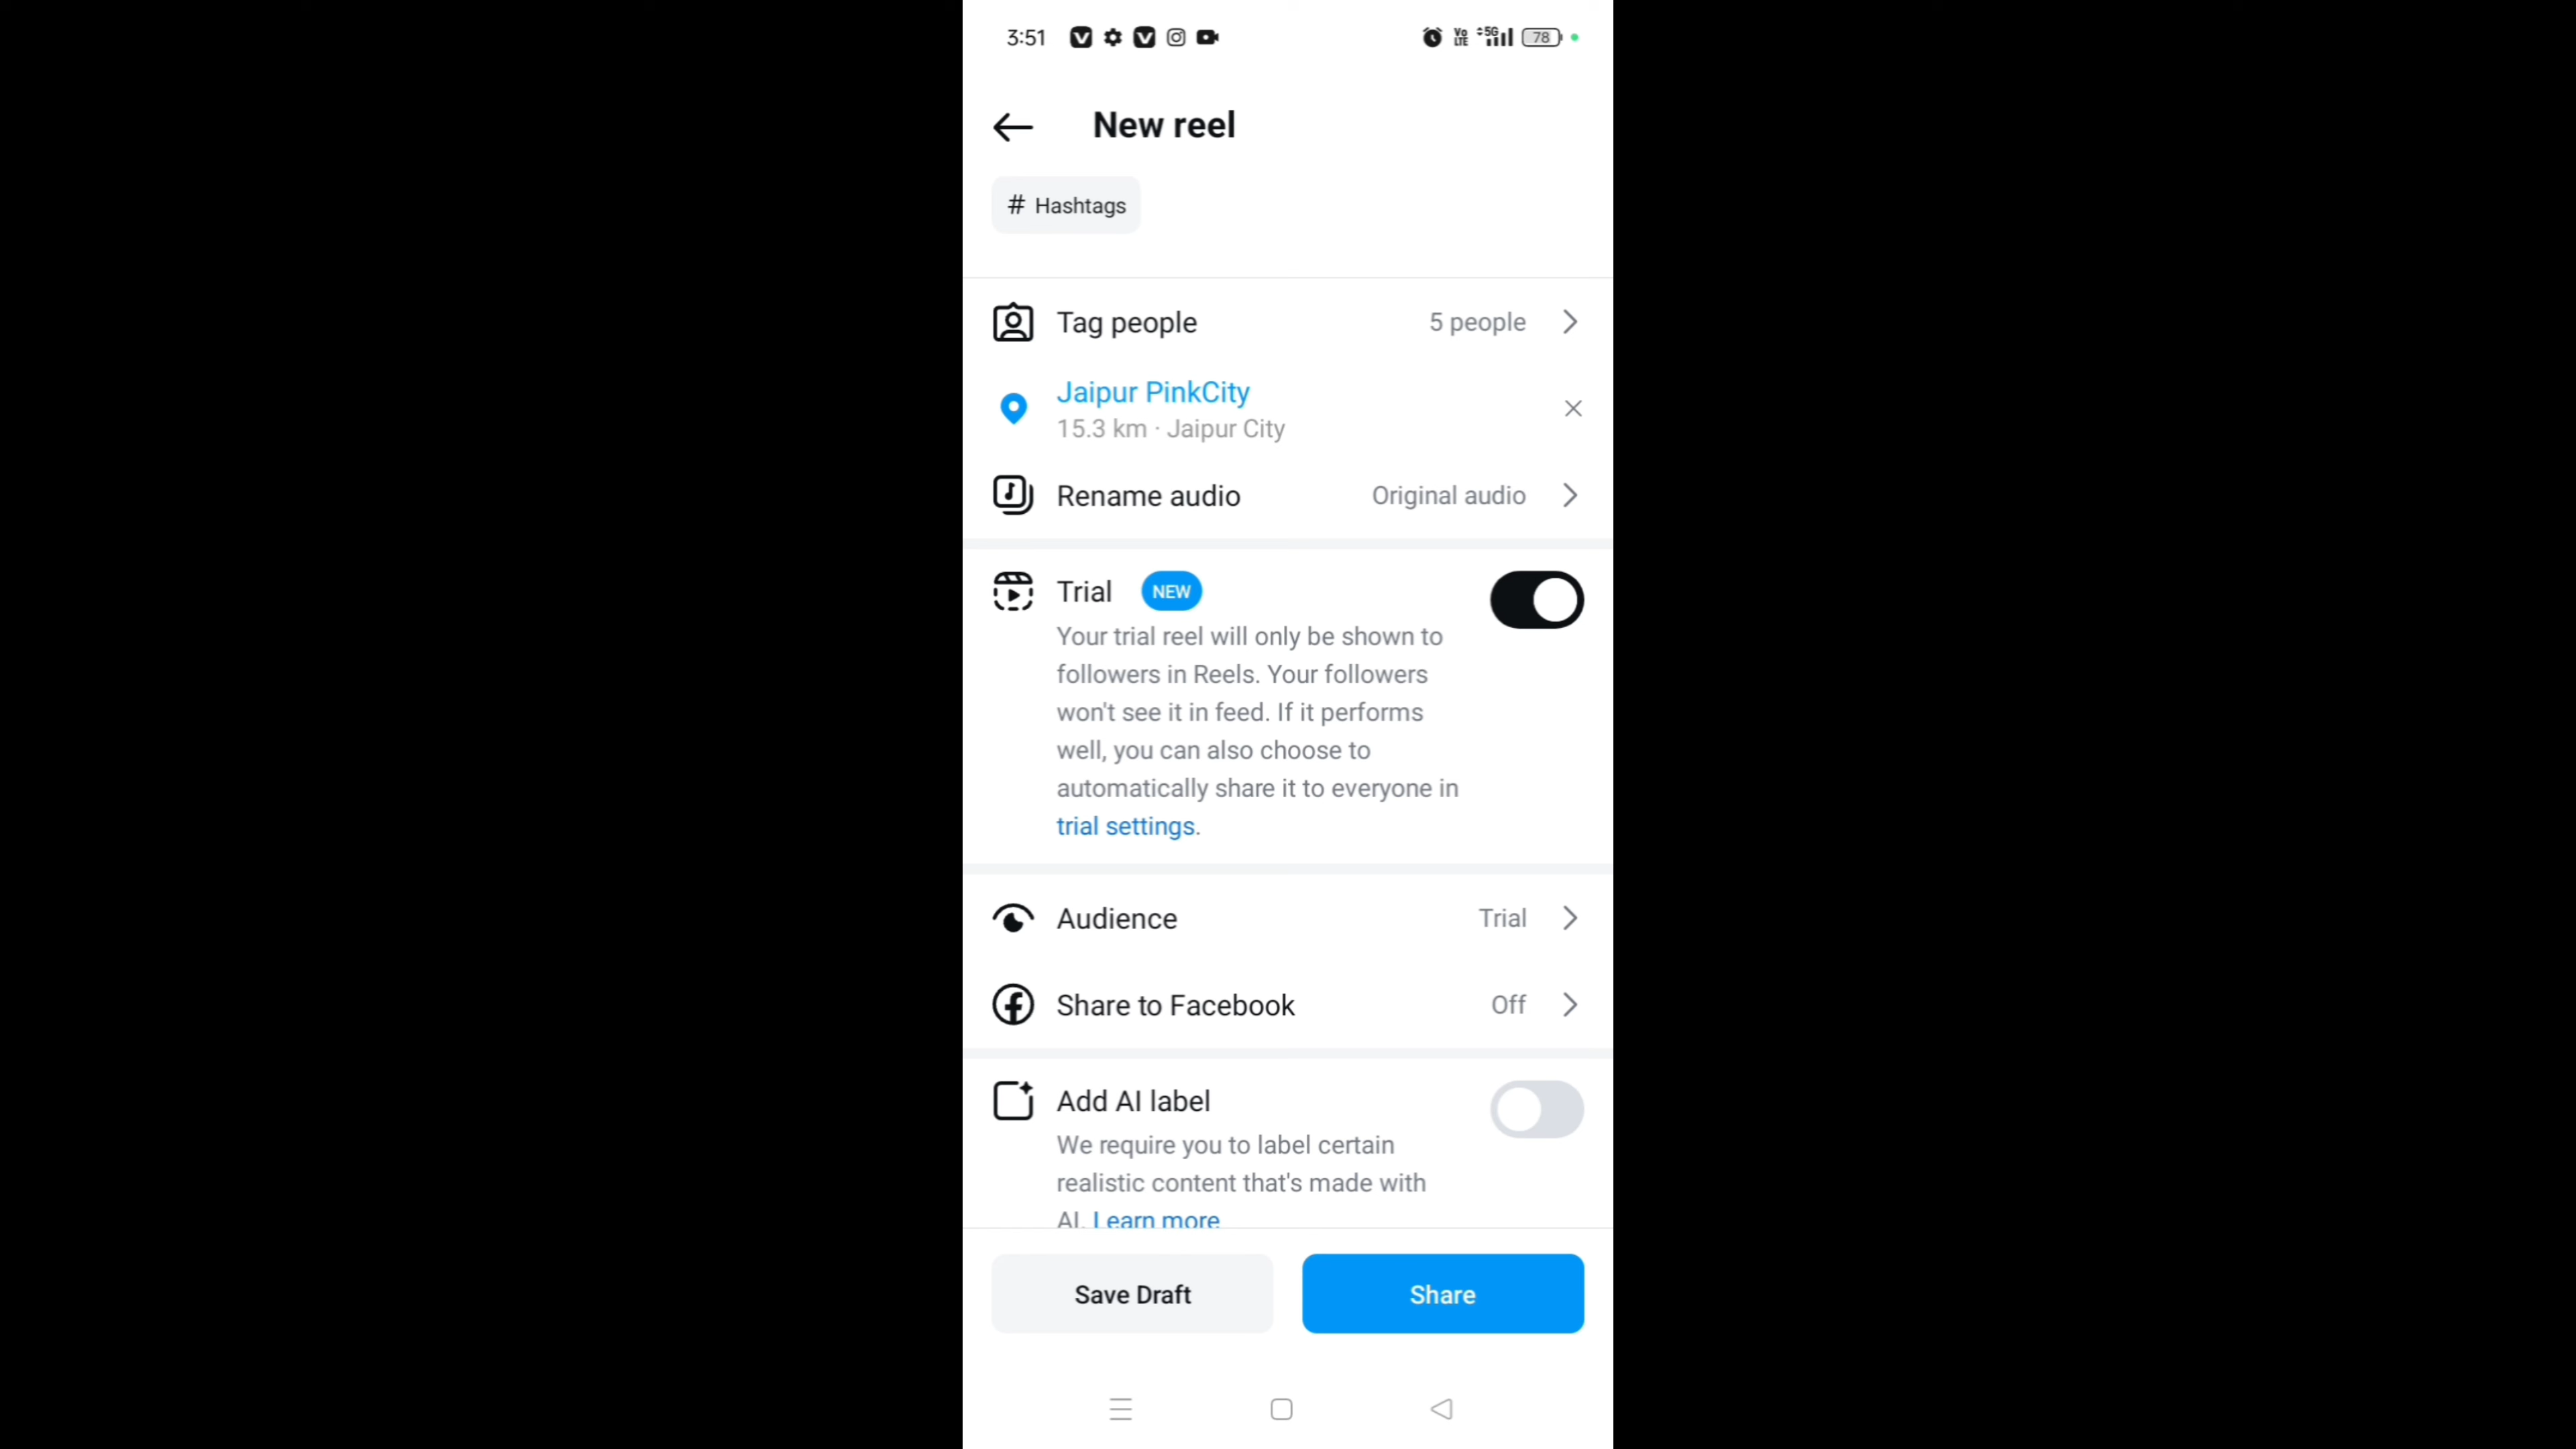 3:51
Vo LTE 5G 78
New reel
# Hashtags
Tag people 5 people
Jaipur PinkCity
15.3 km · Jaipur City
Rename audio Original audio
Trial NEW
Your trial reel will only be shown to
followers in Reels. Your followers
won't see it in feed. If it performs
well, you can also choose to
automatically share it to everyone in
trial settings.
Audience Trial
Share to Facebook Off
Add AI label
We require you to label certain
realistic content that's made with
AI. Learn more
Save Draft Share